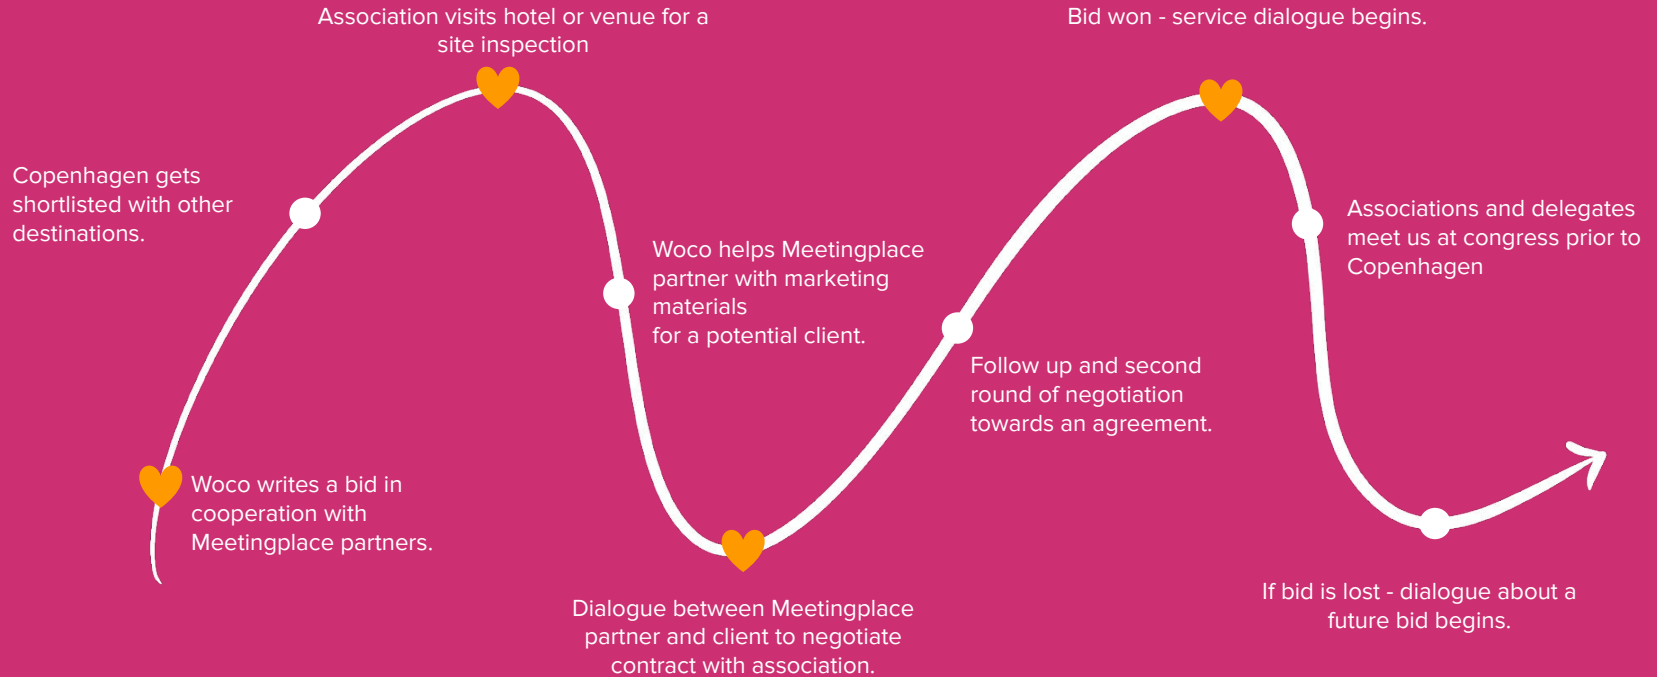 Association visits hotel or venue for a
site inspection
Bid won - service dialogue begins.
Copenhagen gets
shortlisted with other
destinations.
Woco helps Meetingplace
partner with marketing
materials
for a potential client.
Associations and delegates
meet us at congress prior to
Copenhagen
Follow up and second
round of negotiation
towards an agreement.
Woco writes a bid in
cooperation with
Meetingplace partners.
Dialogue between Meetingplace
partner and client to negotiate
contract with association.
If bid is lost - dialogue about a
future bid begins.